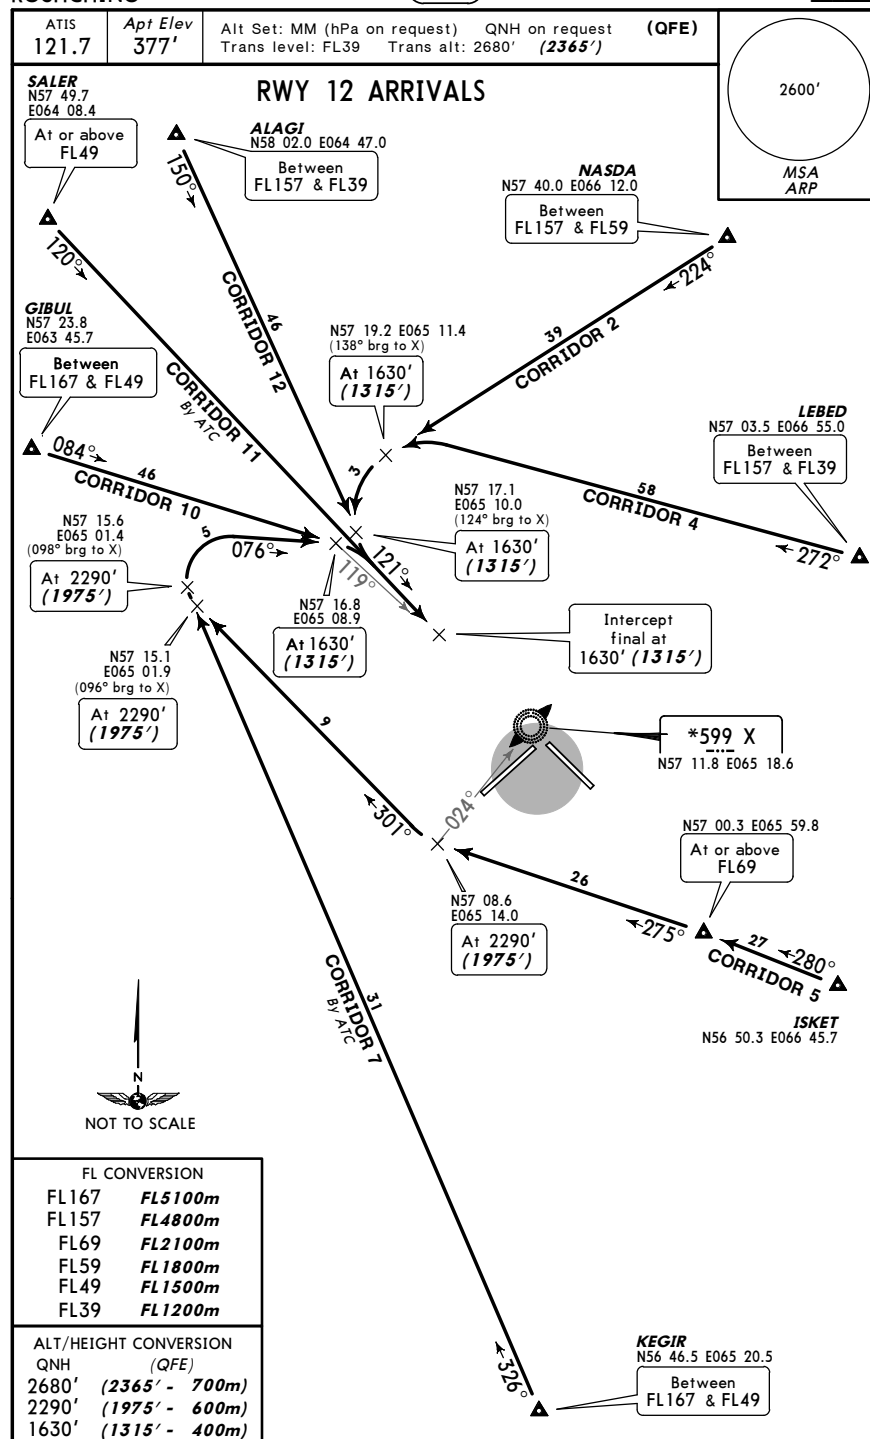 ATIS
121.7
Apt Elev
377'
Alt Set: MM (hPa on request) QNH on request (QFE)
Trans level: FL39 Trans alt: 2680' (2365')
RWY 12 ARRIVALS
2600'
MSA
ARP
SALER
N57 49.7
E064 08.4
At or above
FL49
ALAGI
N58 02.0 E064 47.0
Between
FL157 & FL39
NASDA
N57 40.0 E066 12.0
Between
FL157 & FL59
150°
120°
224°
GIBUL
N57 23.8
E063 45.7
Between
FL167 & FL49
46
CORRIDOR 12
N57 19.2 E065 11.4
(138° brg to X)
At 1630'
(1315')
39
CORRIDOR 2
CORRIDOR 11
By ATC
LEBED
N57 03.5 E066 55.0
Between
FL157 & FL39
084°
46
CORRIDOR 10
3
58
CORRIDOR 4
272°
N57 17.1
E065 10.0
(124° brg to X)
At 1630'
(1315')
N57 15.6
E065 01.4
(098° brg to X)
At 2290'
(1975')
5
076°
121°
119°
N57 16.8
E065 08.9
At 1630'
(1315')
Intercept
final at
1630' (1315')
N57 15.1
E065 01.9
(096° brg to X)
At 2290'
(1975')
9
*599 X
N57 11.8 E065 18.6
024°
301°
N57 00.3 E065 59.8
At or above
FL69
N57 08.6
E065 14.0
At 2290'
(1975')
26
275°
27
280°
CORRIDOR 5
ISKET
N56 50.3 E066 45.7
31
CORRIDOR 7
By ATC
N
NOT TO SCALE
326°
KEGIR
N56 46.5 E065 20.5
Between
FL167 & FL49
FL CONVERSION
FL167 FL5100m
FL157 FL4800m
FL69 FL2100m
FL59 FL1800m
FL49 FL1500m
FL39 FL1200m
ALT/HEIGHT CONVERSION
QNH (QFE)
2680' (2365' - 700m)
2290' (1975' - 600m)
1630' (1315' - 400m)